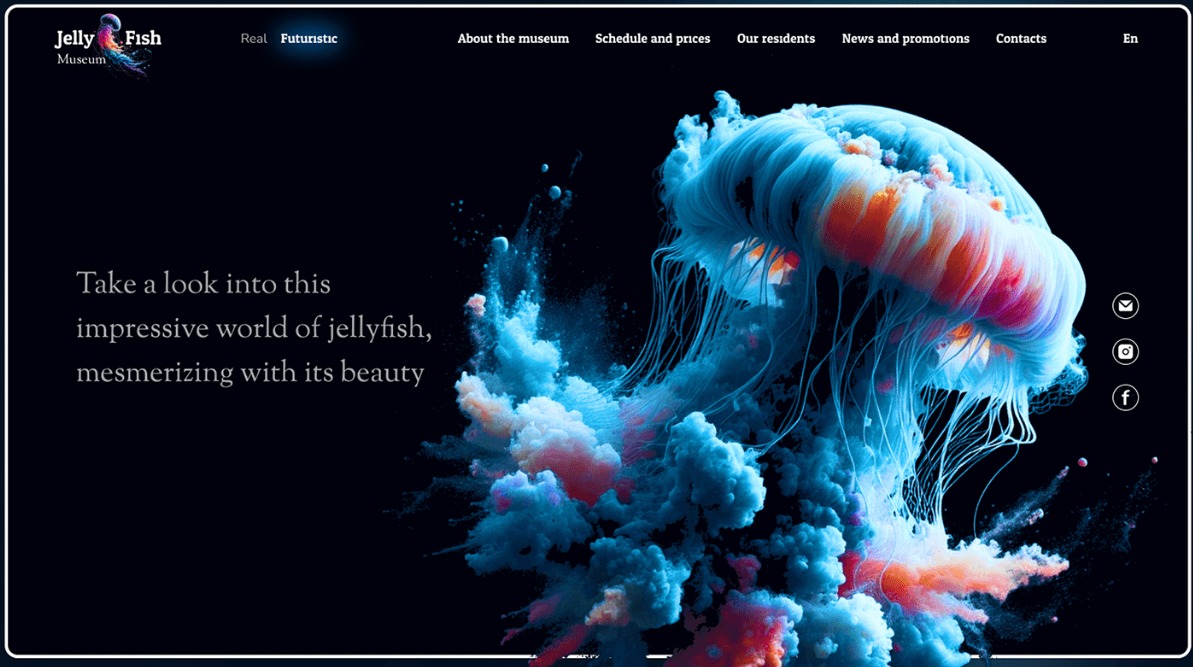 Jelly Fish
Museum
Real Futuristic
About the museum Schedule and prices Our residents News and promotions Contacts En
Take a look into this
impressive world of jellyfish,
mesmerizing with its beauty